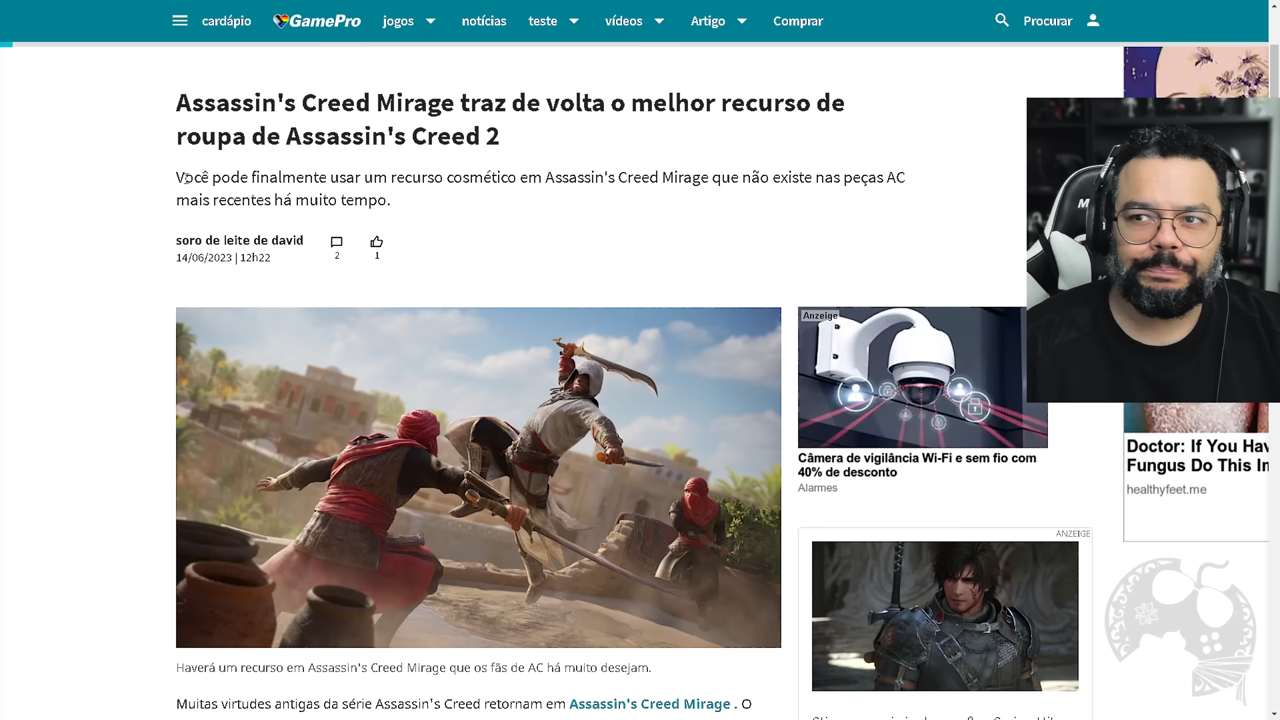 cardápio
GamePro
jogos
notícias
teste
vídeos
Artigo
Comprar
Procurar
Assassin's Creed Mirage traz de volta o melhor recurso de
roupa de Assassin's Creed 2
Você pode finalmente usar um recurso cosmético em Assassin's Creed Mirage que não existe nas peças AC
mais recentes há muito tempo.
soro de leite de david
14/06/2023 | 12h22
2
1
Anzeige
Câmera de vigilância Wi-Fi e sem fio com
40% de desconto
Alarmes
Doctor: If You Hav
Fungus Do This In
healthyfeet.me
ANZEIGE
Haverá um recurso em Assassin's Creed Mirage que os fãs de AC há muito desejam.
Muitas virtudes antigas da série Assassin's Creed retornam em Assassin's Creed Mirage . O